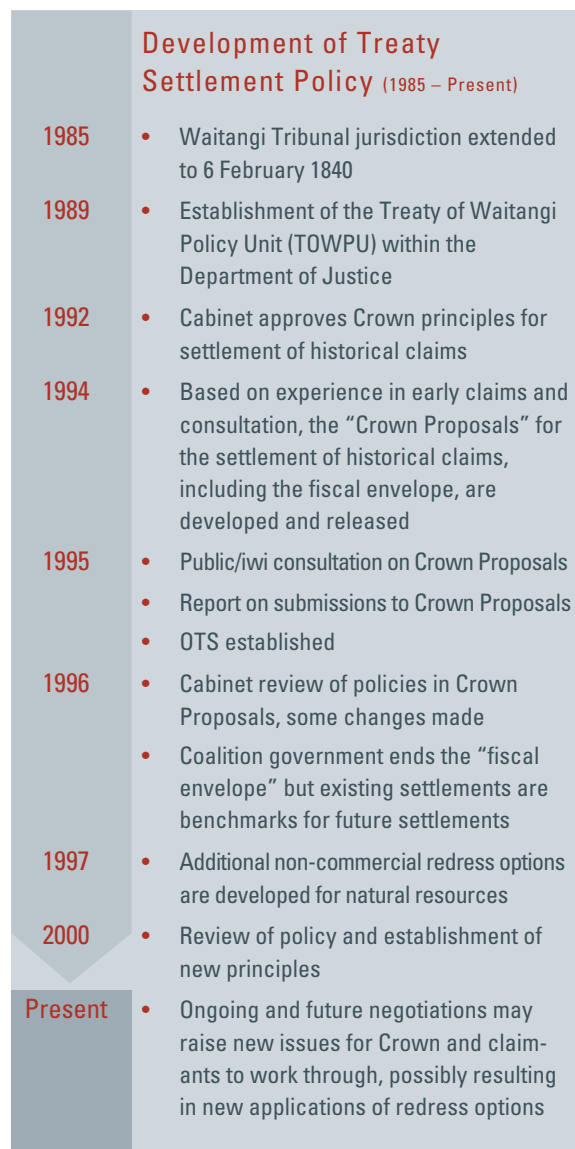 Development of Treaty
Settlement Policy (1985 – Present)
1985 • Waitangi Tribunal jurisdiction extended
to 6 February 1840
1989 • Establishment of the Treaty of Waitangi
Policy Unit (TOWPU) within the
Department of Justice
1992 • Cabinet approves Crown principles for
settlement of historical claims
1994 • Based on experience in early claims and
consultation, the “Crown Proposals” for
the settlement of historical claims,
including the fiscal envelope, are
developed and released
1995 • Public/iwi consultation on Crown Proposals
• Report on submissions to Crown Proposals
• OTS established
1996 • Cabinet review of policies in Crown
Proposals, some changes made
• Coalition government ends the “fiscal
envelope” but existing settlements are
benchmarks for future settlements
1997 • Additional non-commercial redress options
are developed for natural resources
2000 • Review of policy and establishment of
new principles
Present • Ongoing and future negotiations may
raise new issues for Crown and claim-
ants to work through, possibly resulting
in new applications of redress options